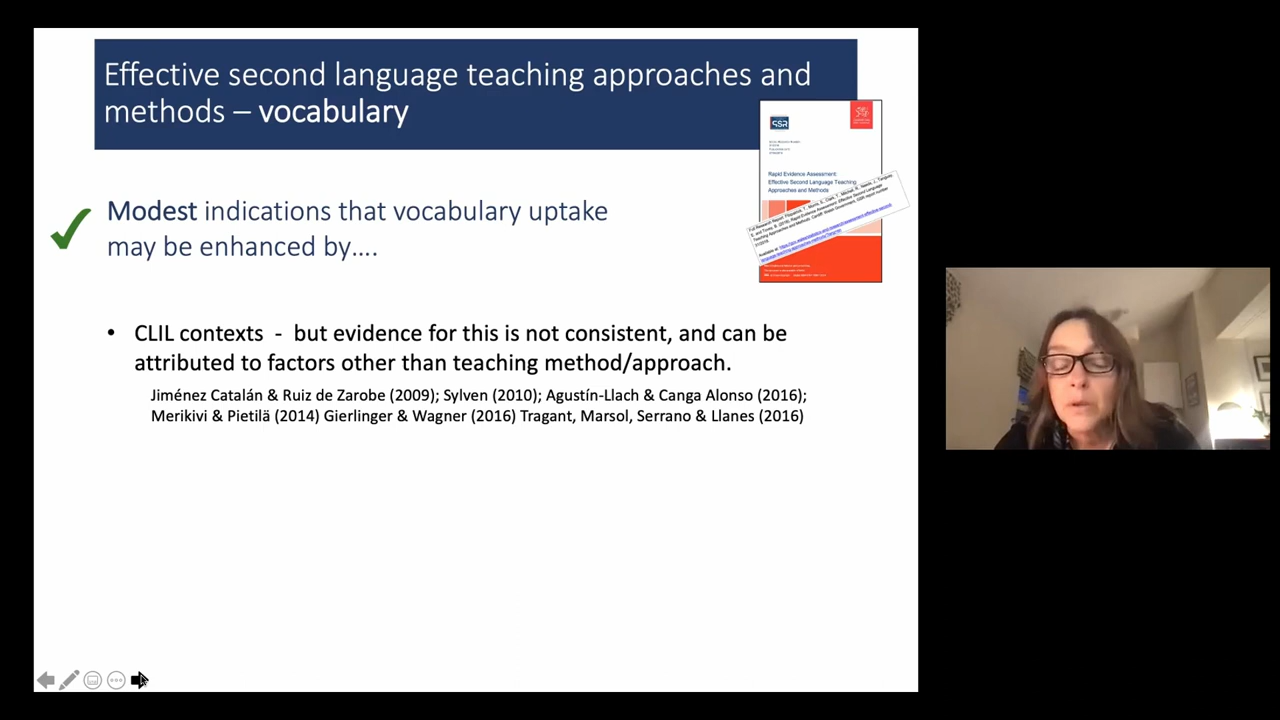 Effective second language teaching approaches and
methods – vocabulary
GSR
Rapid Evidence Assessment:
Effective Second Language Teaching
Approaches and Methods
Modest indications that vocabulary uptake
may be enhanced by….
• CLIL contexts - but evidence for this is not consistent, and can be
attributed to factors other than teaching method/approach.
Jiménez Catalán & Ruiz de Zarobe (2009); Sylven (2010); Agustín-Llach & Canga Alonso (2016);
Merikivi & Pietilä (2014) Gierlinger & Wagner (2016) Tragant, Marsol, Serrano & Llanes (2016)